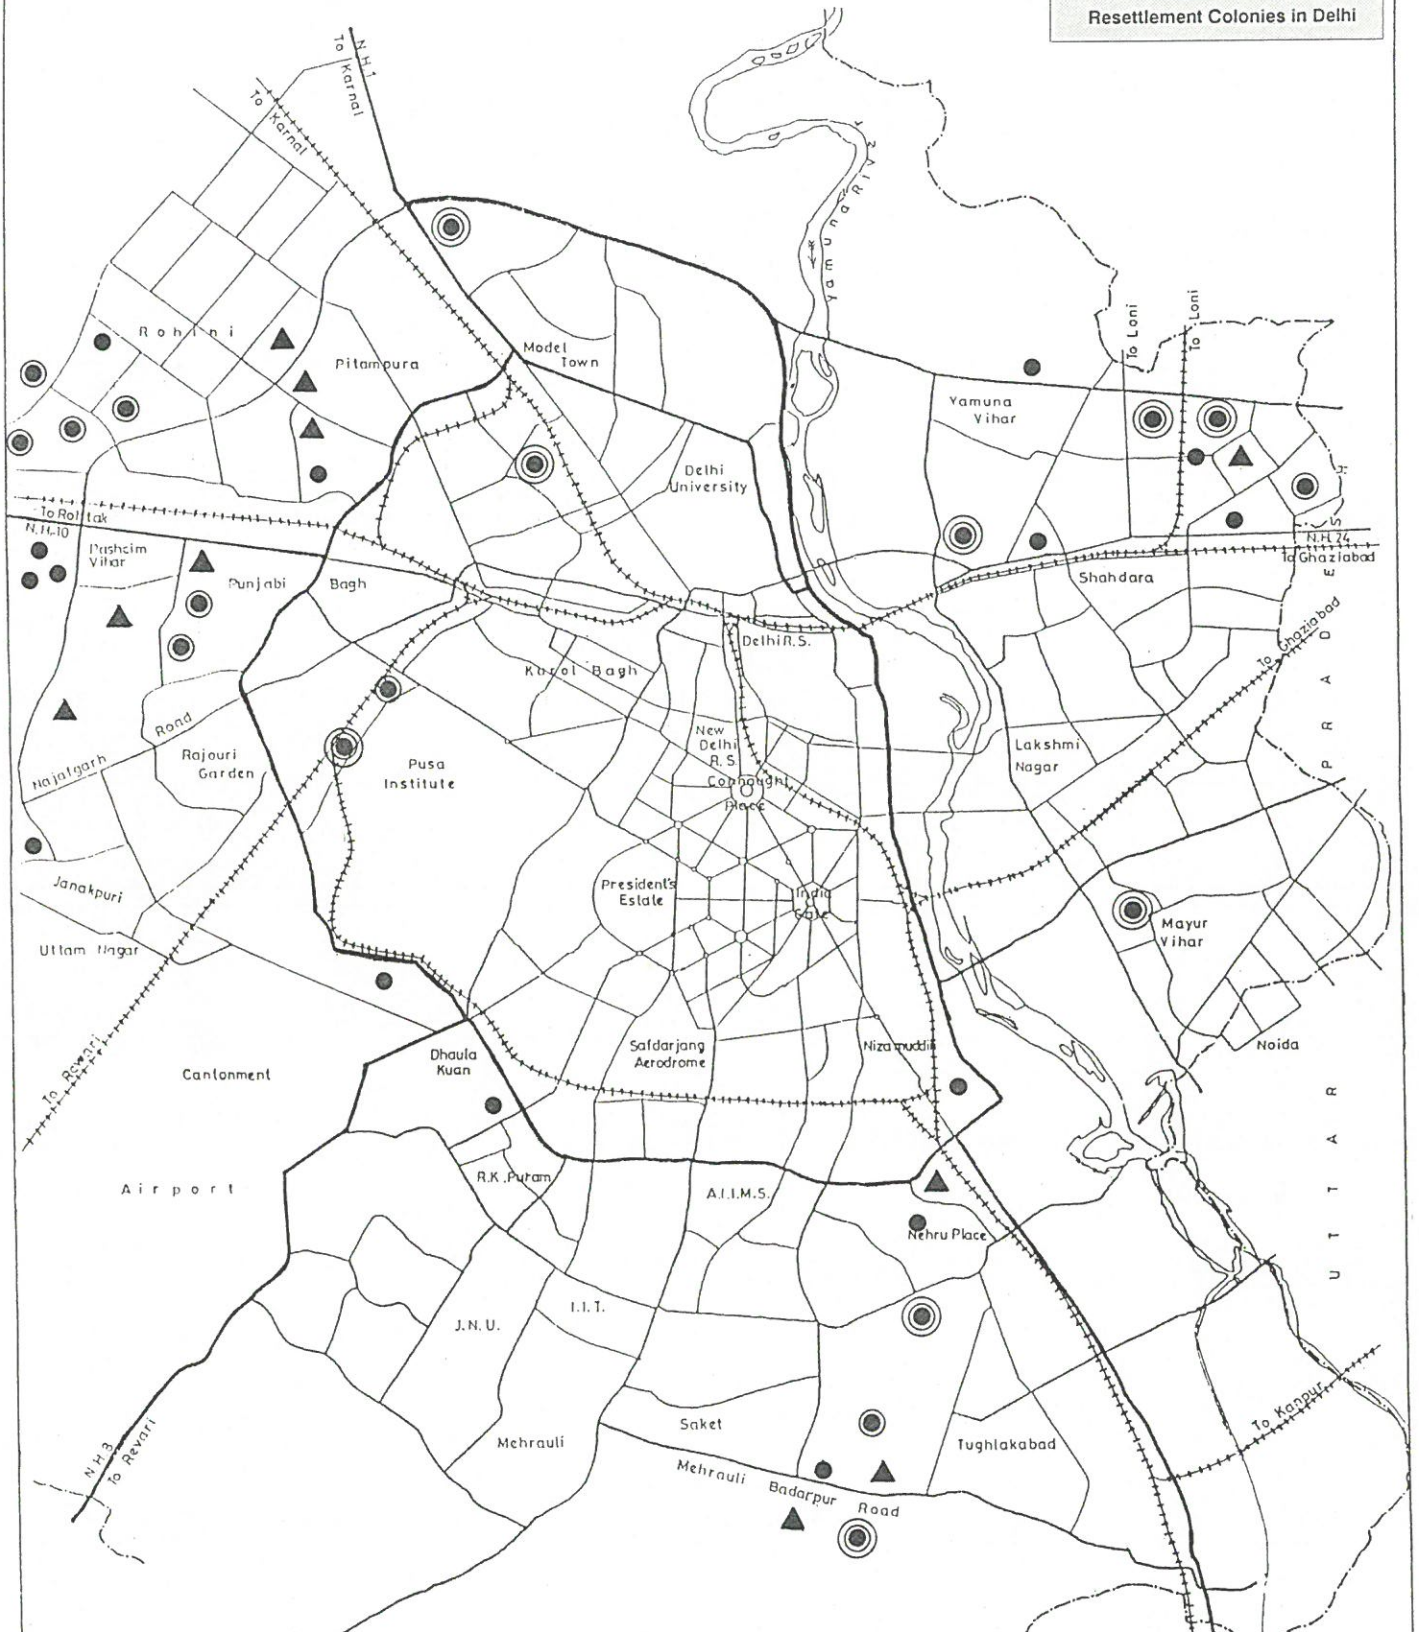 Resettlement Colonies in Delhi
N.H.1
To Karnal
To Karnal
Yamuna River
To Loni
To Loni
Rohini
Pitampura
Model
Town
Yamuna
Vihar
Delhi
University
To Rohtak
N.H.10
Pashcim
Vihar
Punjabi Bagh
N.H.24
To Ghaziabad
Shahdara
To Ghaziabad
Delhi R.S.
Karol Bagh
New
Delhi
R.S.
Connaught
Place
Lakshmi
Nagar
Najafgarh Road
Rajouri
Garden
Pusa
Institute
Janakpuri
President's
Estate
India
Gate
Mayur
Vihar
Uttam Nagar
Noida
To Rewari
Cantonment
Dhaula
Kuan
Safdarjang
Aerodrome
Nizamuddin
UTTAR PRADESH
Airport
R.K.Puram
A.I.I.M.S.
Nehru Place
J.N.U.
I.I.T.
To Kanpur
N.H.8
To Revari
Mehrauli
Saket
Tughlakabad
Mehrauli Badarpur Road